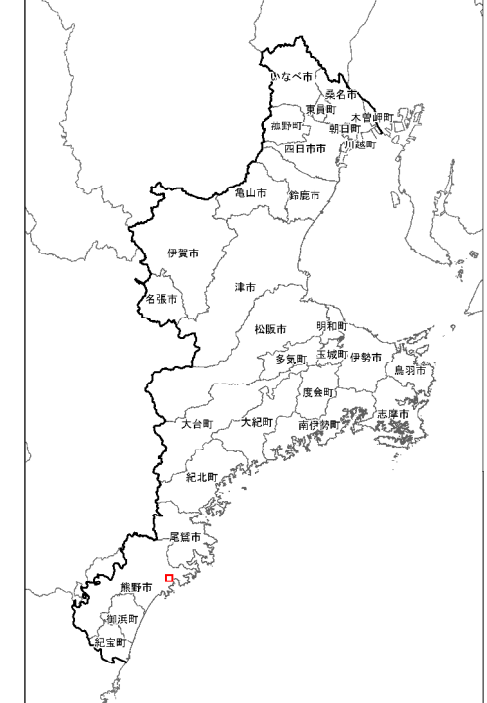 いなべ市
桑名市
東員町
木曽岬町
菰野町
朝日町
川越町
四日市市
亀山市
鈴鹿市
伊賀市
津市
名張市
松阪市
明和町
多気町
玉城町
伊勢市
鳥羽市
度会町
志摩市
大台町
大紀町
南伊勢町
紀北町
尾鷲市
熊野市
御浜町
紀宝町